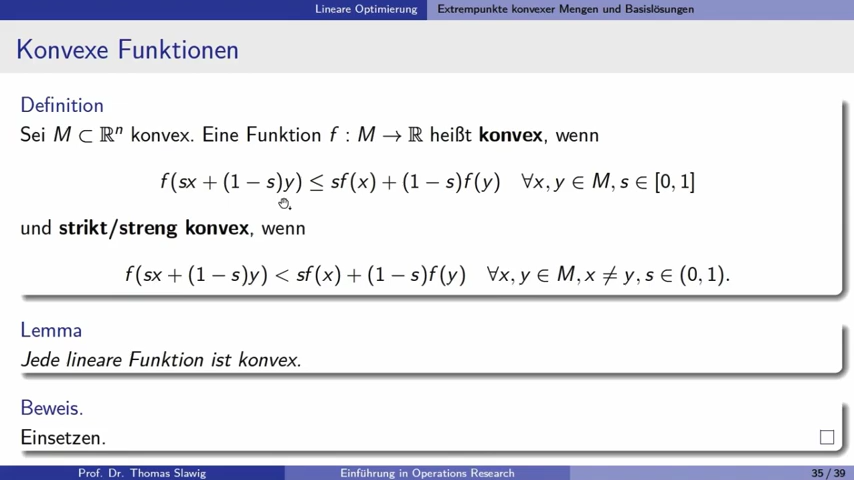 Lineare Optimierung Extrempunkte konvexer Mengen und Basislösungen
Konvexe Funktionen
Definition
Sei M ⊂ ℝⁿ konvex. Eine Funktion f : M → ℝ heißt konvex, wenn
f(sx + (1 − s)y) ≤ sf(x) + (1 − s)f(y) ∀x, y ∈ M, s ∈ [0, 1]
und strikt/streng konvex, wenn
f(sx + (1 − s)y) < sf(x) + (1 − s)f(y) ∀x, y ∈ M, x ≠ y, s ∈ (0, 1).
Lemma
Jede lineare Funktion ist konvex.
Beweis.
Einsetzen. □
Prof. Dr. Thomas Slawig Einführung in Operations Research 35 / 39